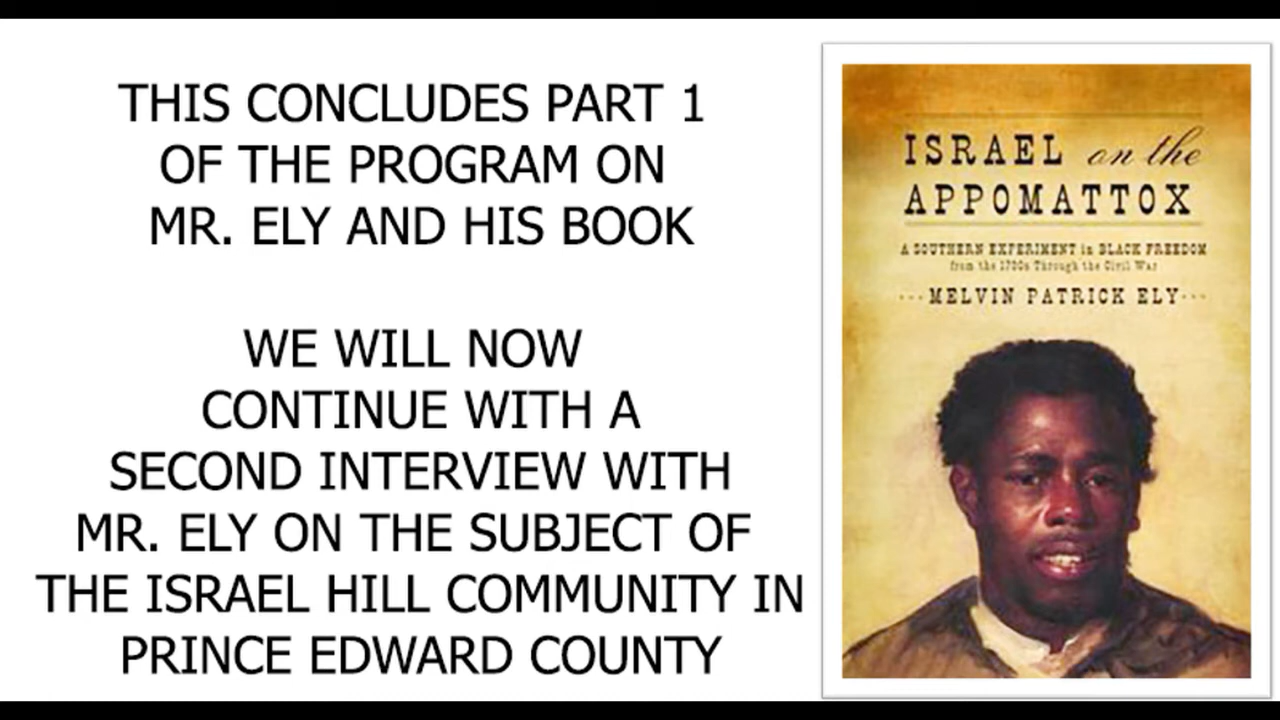 THIS CONCLUDES PART 1
OF THE PROGRAM ON
MR. ELY AND HIS BOOK
WE WILL NOW
CONTINUE WITH A
SECOND INTERVIEW WITH
MR. ELY ON THE SUBJECT OF
THE ISRAEL HILL COMMUNITY IN
PRINCE EDWARD COUNTY
ISRAEL on the
APPOMATTOX
A SOUTHERN EXPERIMENT in BLACK FREEDOM
from the 1790s Through the Civil War
MELVIN PATRICK ELY